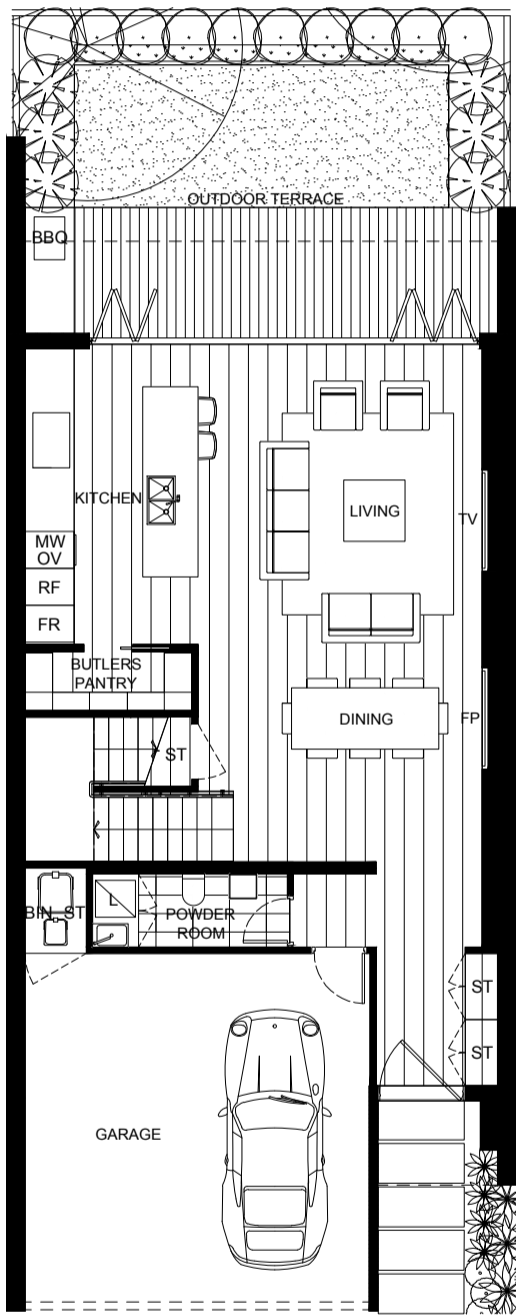 OUTDOOR TERRACE
BBQ
KITCHEN
LIVING
TV
MW
OV
RF
FR
BUTLERS
PANTRY
DINING
FP
ST
BIN ST
L
POWDER
ROOM
ST
ST
GARAGE